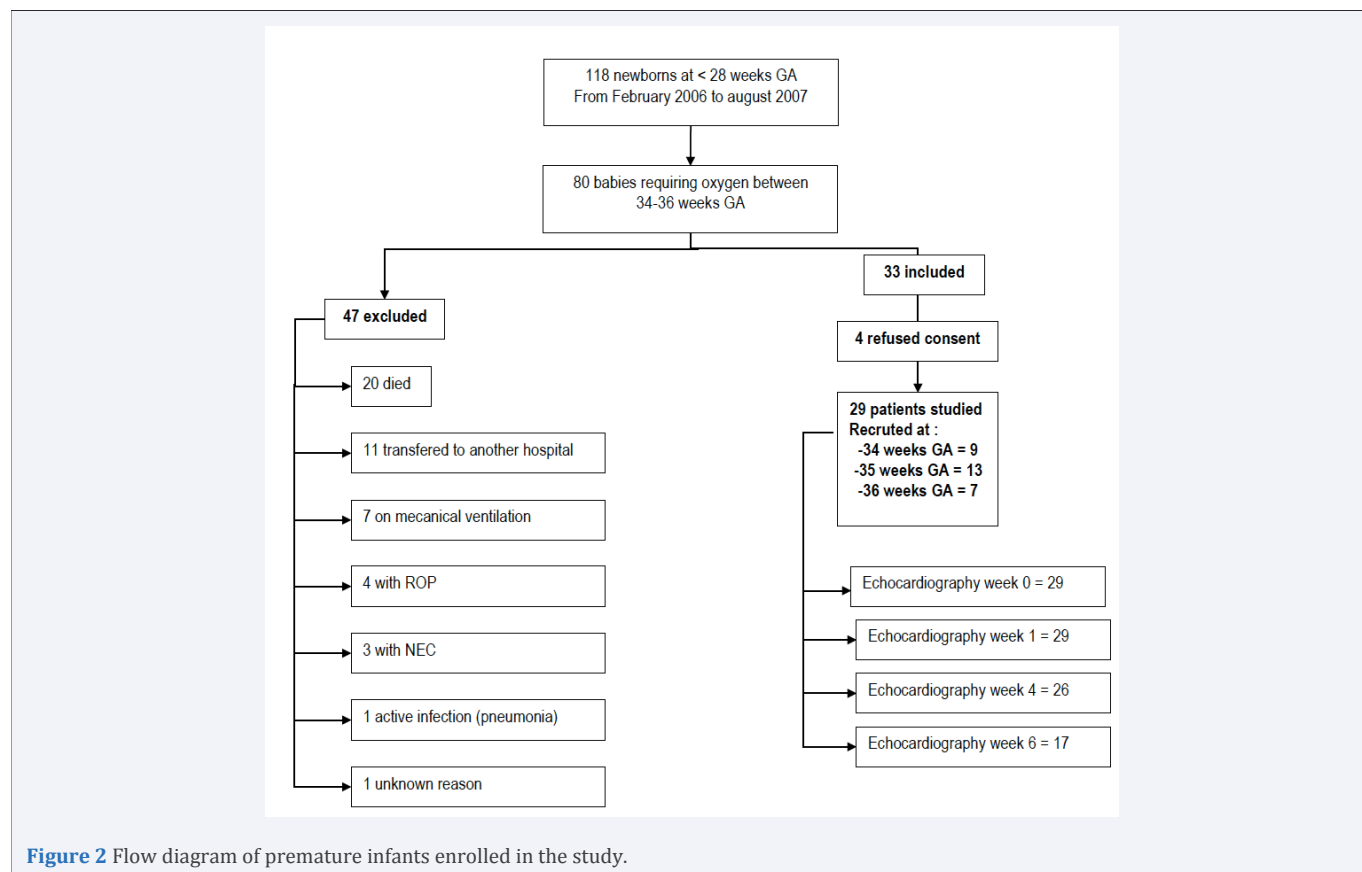 118 newborns at < 28 weeks GA
From February 2006 to august 2007
80 babies requiring oxygen between
34-36 weeks GA
47 excluded
20 died
11 transfered to another hospital
7 on mecanical ventilation
4 with ROP
3 with NEC
1 active infection (pneumonia)
1 unknown reason
33 included
4 refused consent
29 patients studied
Recruted at :
-34 weeks GA = 9
-35 weeks GA = 13
-36 weeks GA = 7
Echocardiography week 0 = 29
Echocardiography week 1 = 29
Echocardiography week 4 = 26
Echocardiography week 6 = 17
Figure 2 Flow diagram of premature infants enrolled in the study.